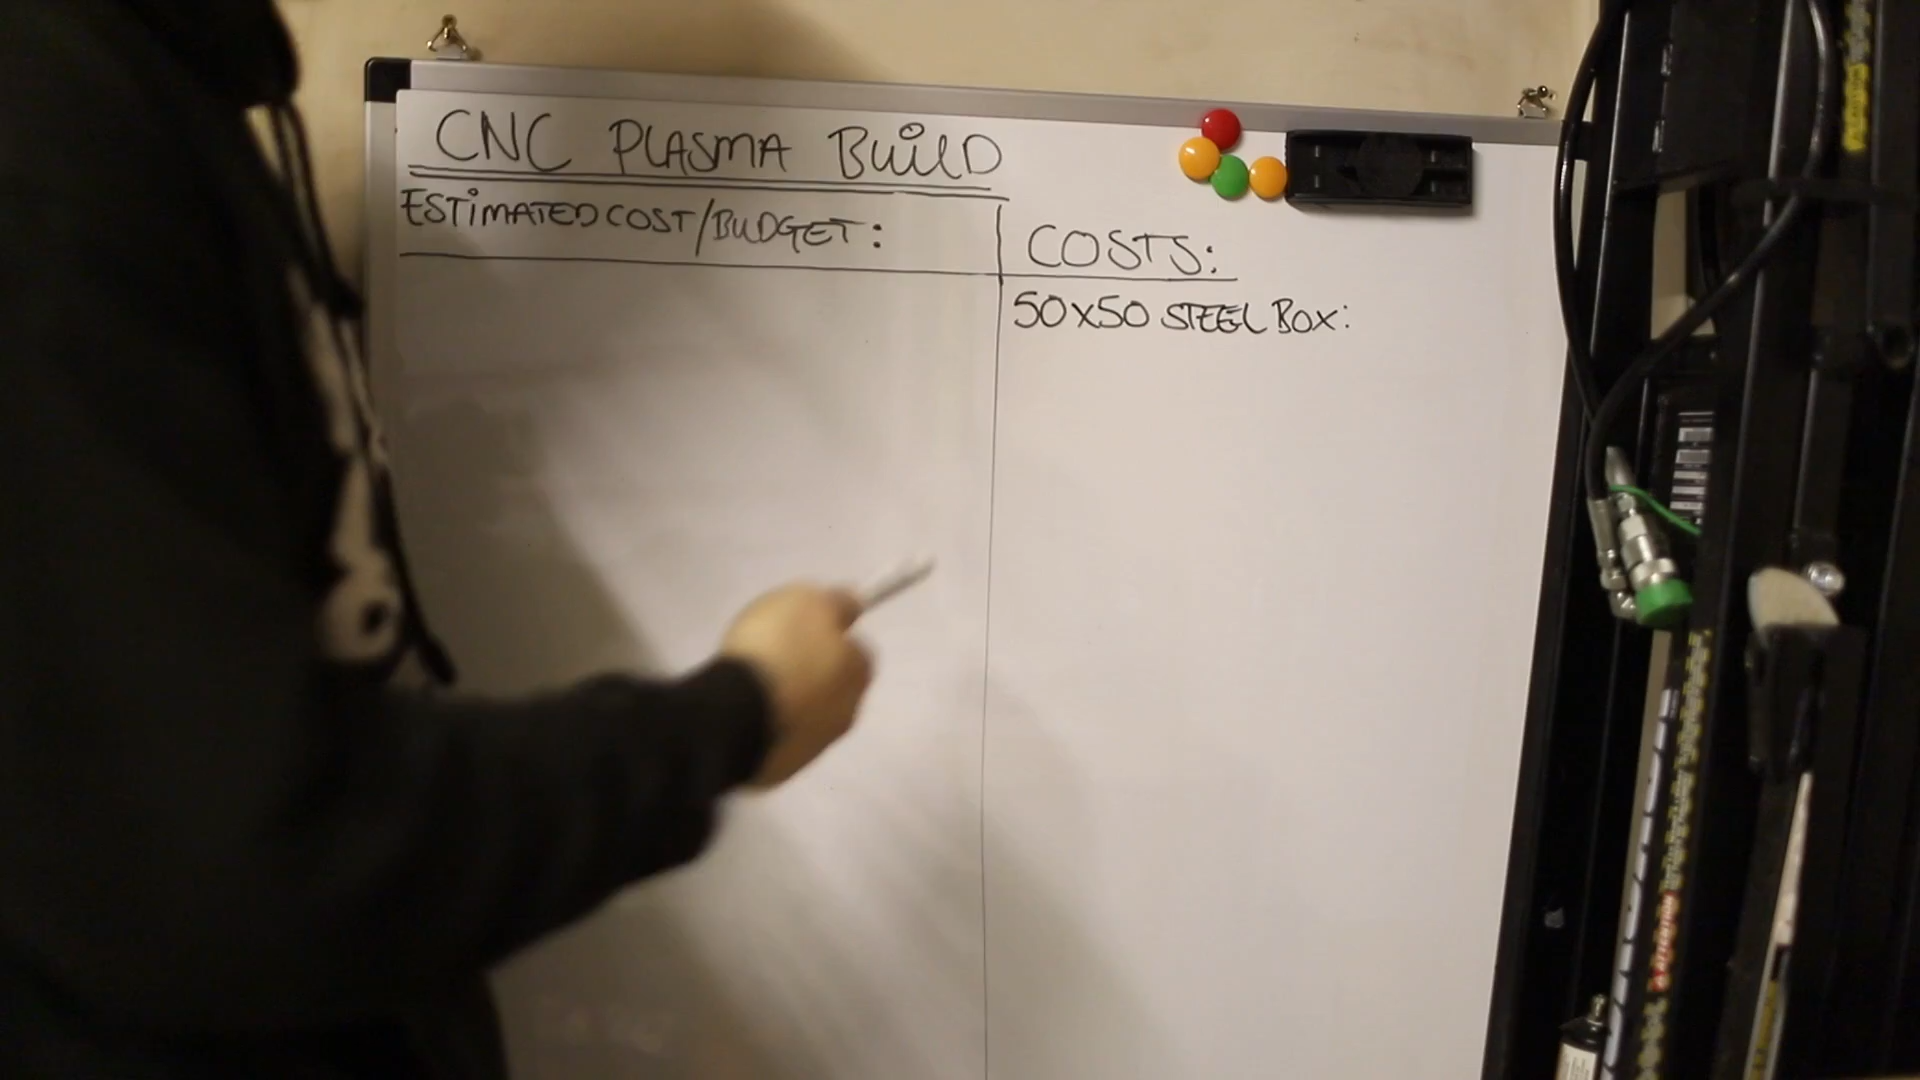 CNC PLASMA BUiLD
ESTiMATED COST/BUDGET:
COSTS:
50x50 STEEL BOX: